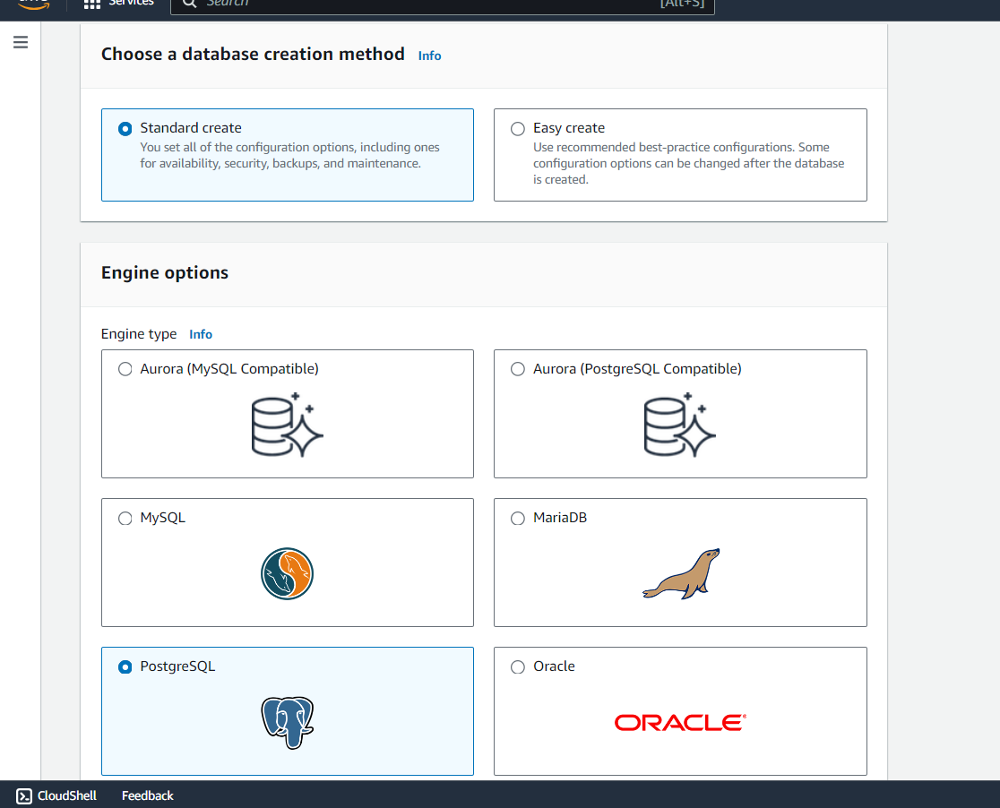 Services
Search
[Alt+S]
Choose a database creation method Info
Standard create
You set all of the configuration options, including ones
for availability, security, backups, and maintenance.
Easy create
Use recommended best-practice configurations. Some
configuration options can be changed after the database
is created.
Engine options
Engine type Info
Aurora (MySQL Compatible)
Aurora (PostgreSQL Compatible)
MySQL
MariaDB
PostgreSQL
Oracle
ORACLE®
CloudShell
Feedback